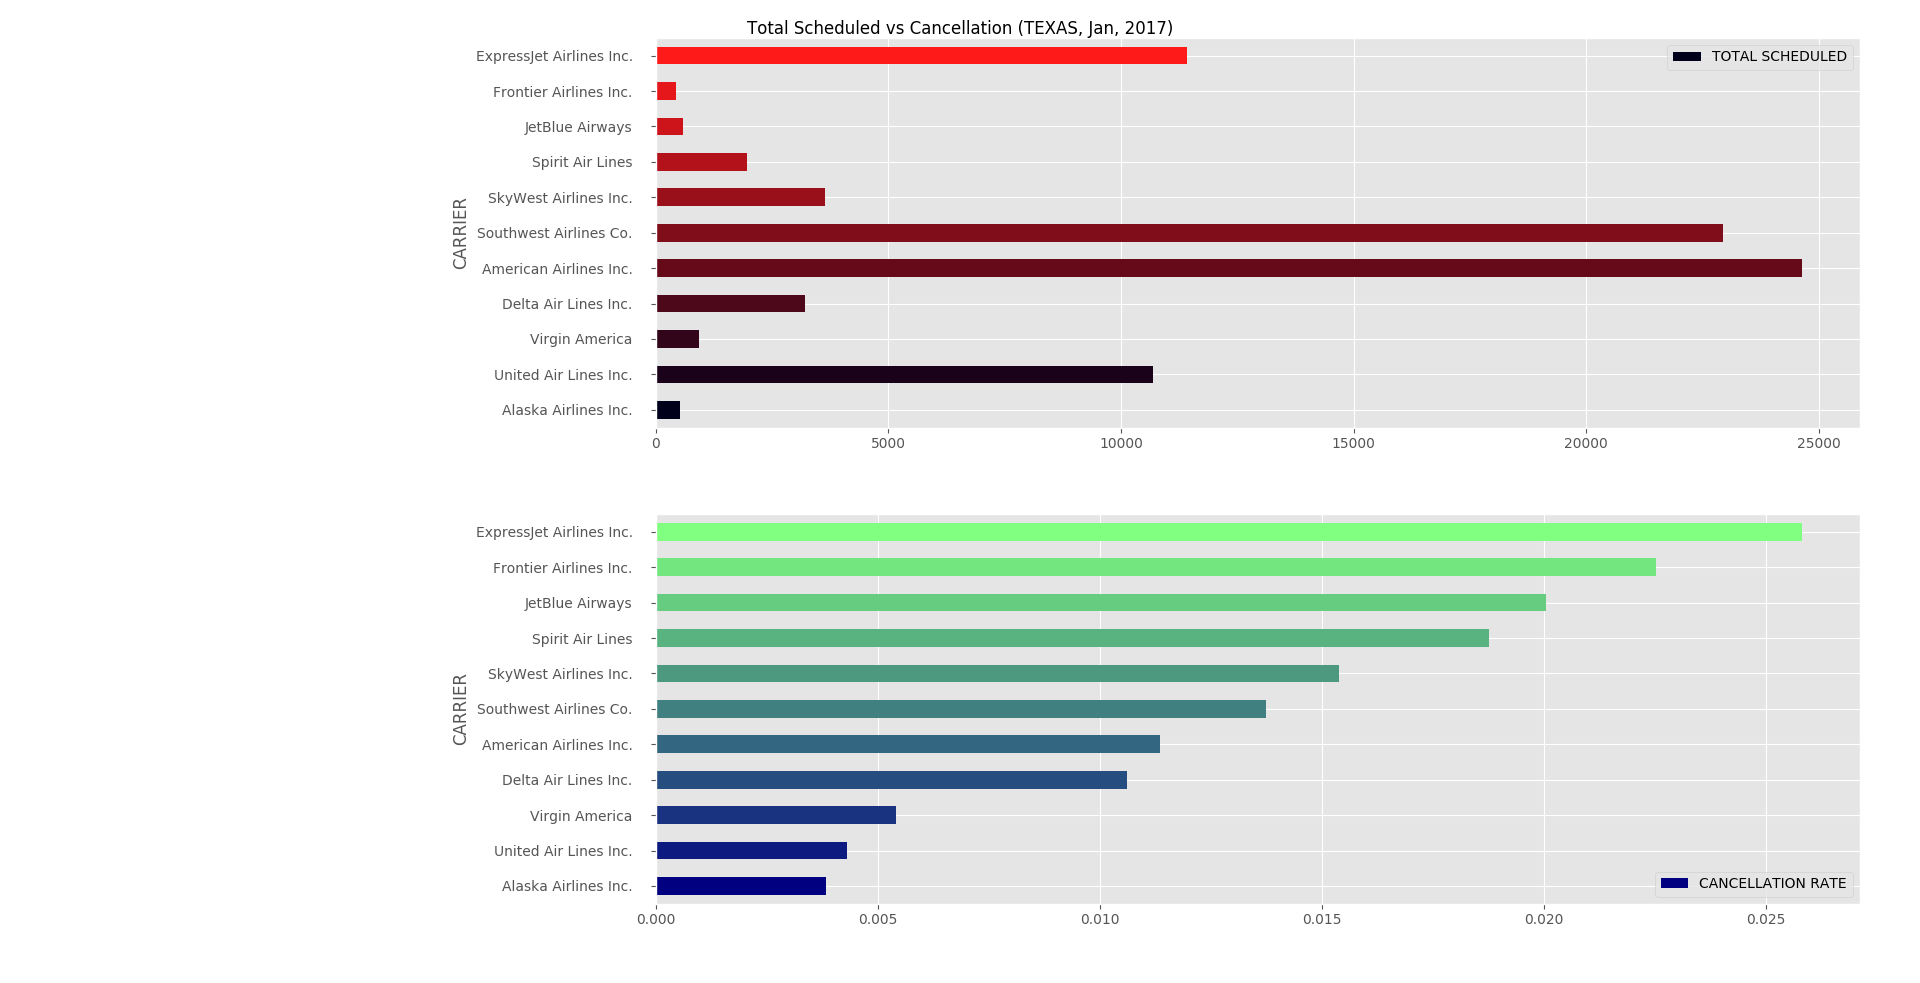 Total Scheduled vs Cancellation (TEXAS, Jan, 2017)
TOTAL SCHEDULED
CARRIER
ExpressJet Airlines Inc.
Frontier Airlines Inc.
JetBlue Airways
Spirit Air Lines
SkyWest Airlines Inc.
Southwest Airlines Co.
American Airlines Inc.
Delta Air Lines Inc.
Virgin America
United Air Lines Inc.
Alaska Airlines Inc.
0 5000 10000 15000 20000 25000
CARRIER
ExpressJet Airlines Inc.
Frontier Airlines Inc.
JetBlue Airways
Spirit Air Lines
SkyWest Airlines Inc.
Southwest Airlines Co.
American Airlines Inc.
Delta Air Lines Inc.
Virgin America
United Air Lines Inc.
Alaska Airlines Inc.
CANCELLATION RATE
0.000 0.005 0.010 0.015 0.020 0.025